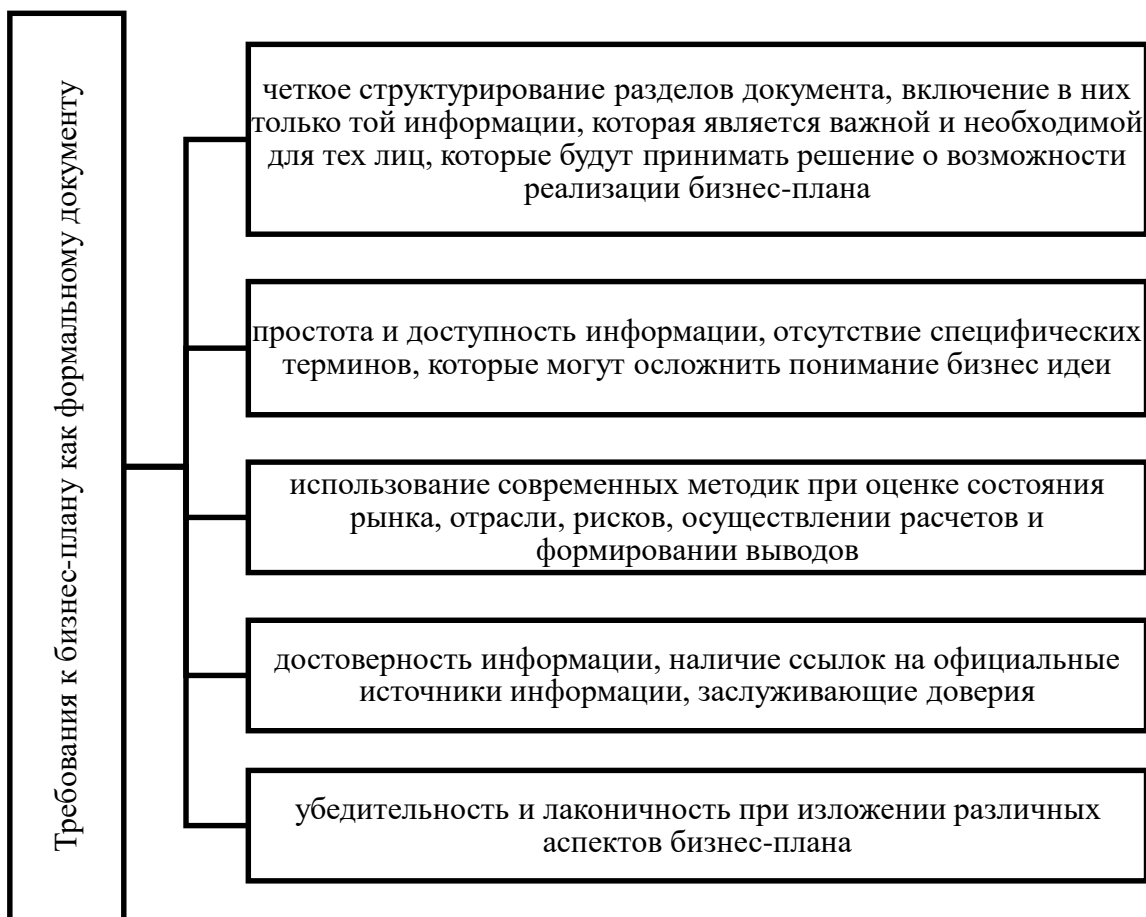 Требования к бизнес-плану как формальному документу
четкое структурирование разделов документа, включение в них
только той информации, которая является важной и необходимой
для тех лиц, которые будут принимать решение о возможности
реализации бизнес-плана
простота и доступность информации, отсутствие специфических
терминов, которые могут осложнить понимание бизнес идеи
использование современных методик при оценке состояния
рынка, отрасли, рисков, осуществлении расчетов и
формировании выводов
достоверность информации, наличие ссылок на официальные
источники информации, заслуживающие доверия
убедительность и лаконичность при изложении различных
аспектов бизнес-плана